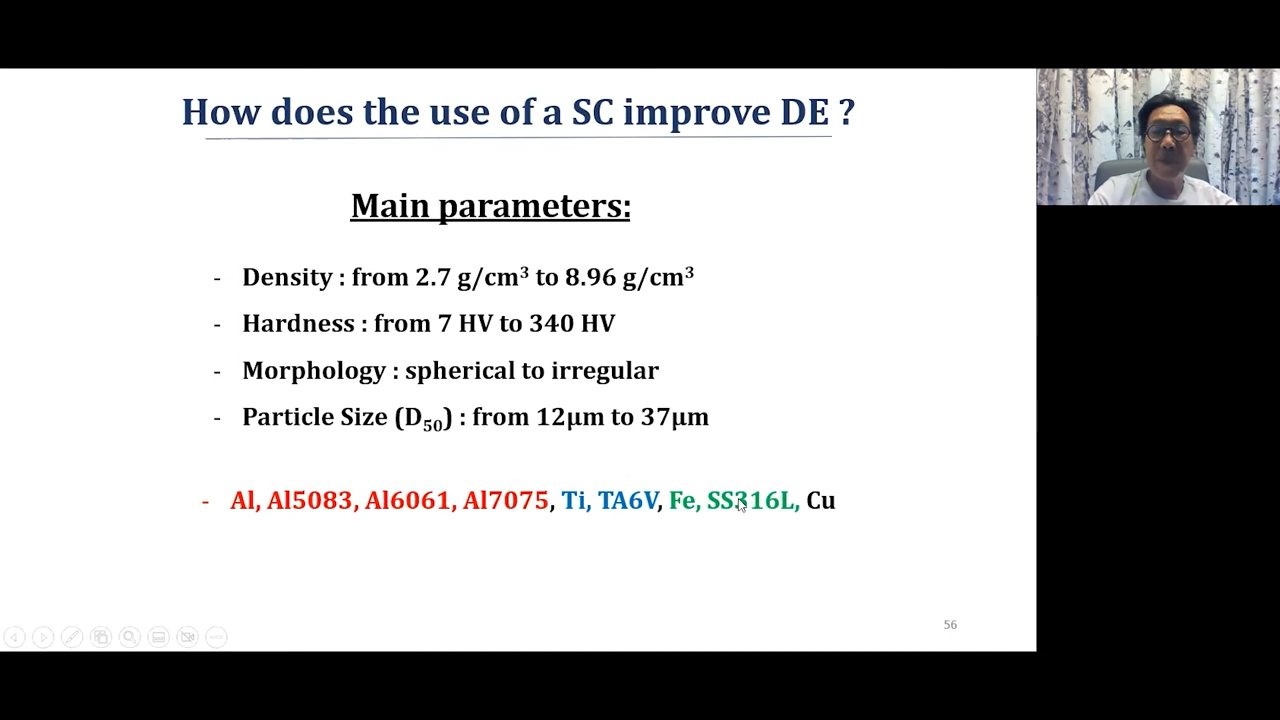 How does the use of a SC improve DE ?
Main parameters:
- Density : from 2.7 g/cm³ to 8.96 g/cm³
- Hardness : from 7 HV to 340 HV
- Morphology : spherical to irregular
- Particle Size (D₅₀) : from 12µm to 37µm
- Al, Al5083, Al6061, Al7075, Ti, TA6V, Fe, SS316L, Cu
56